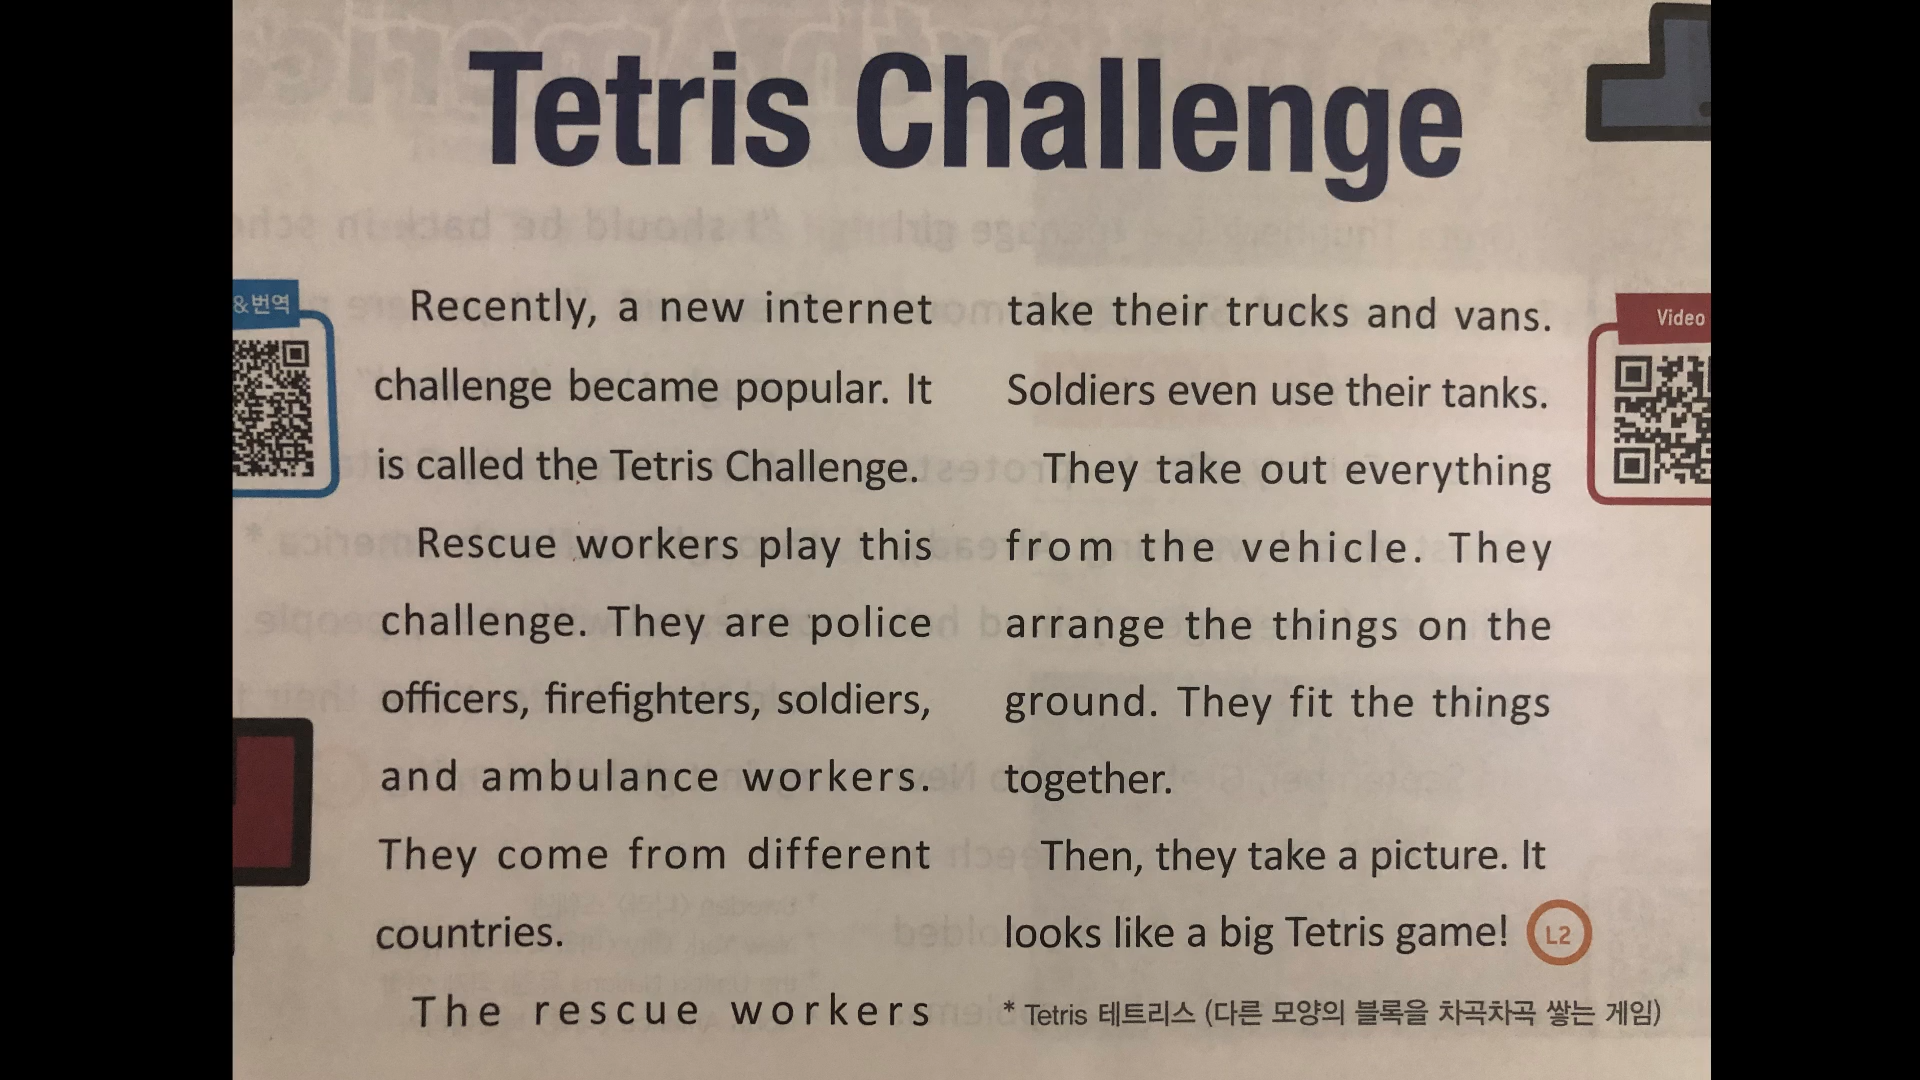 Tetris Challenge
&번역
Recently, a new internet
challenge became popular. It
is called the Tetris Challenge.
Rescue workers play this
challenge. They are police
officers, firefighters, soldiers,
and ambulance workers.
They come from different
countries.
The rescue workers
take their trucks and vans.
Soldiers even use their tanks.
They take out everything
from the vehicle. They
arrange the things on the
ground. They fit the things
together.
Then, they take a picture. It
looks like a big Tetris game! L2
* Tetris 테트리스 (다른 모양의 블록을 차곡차곡 쌓는 게임)
Video